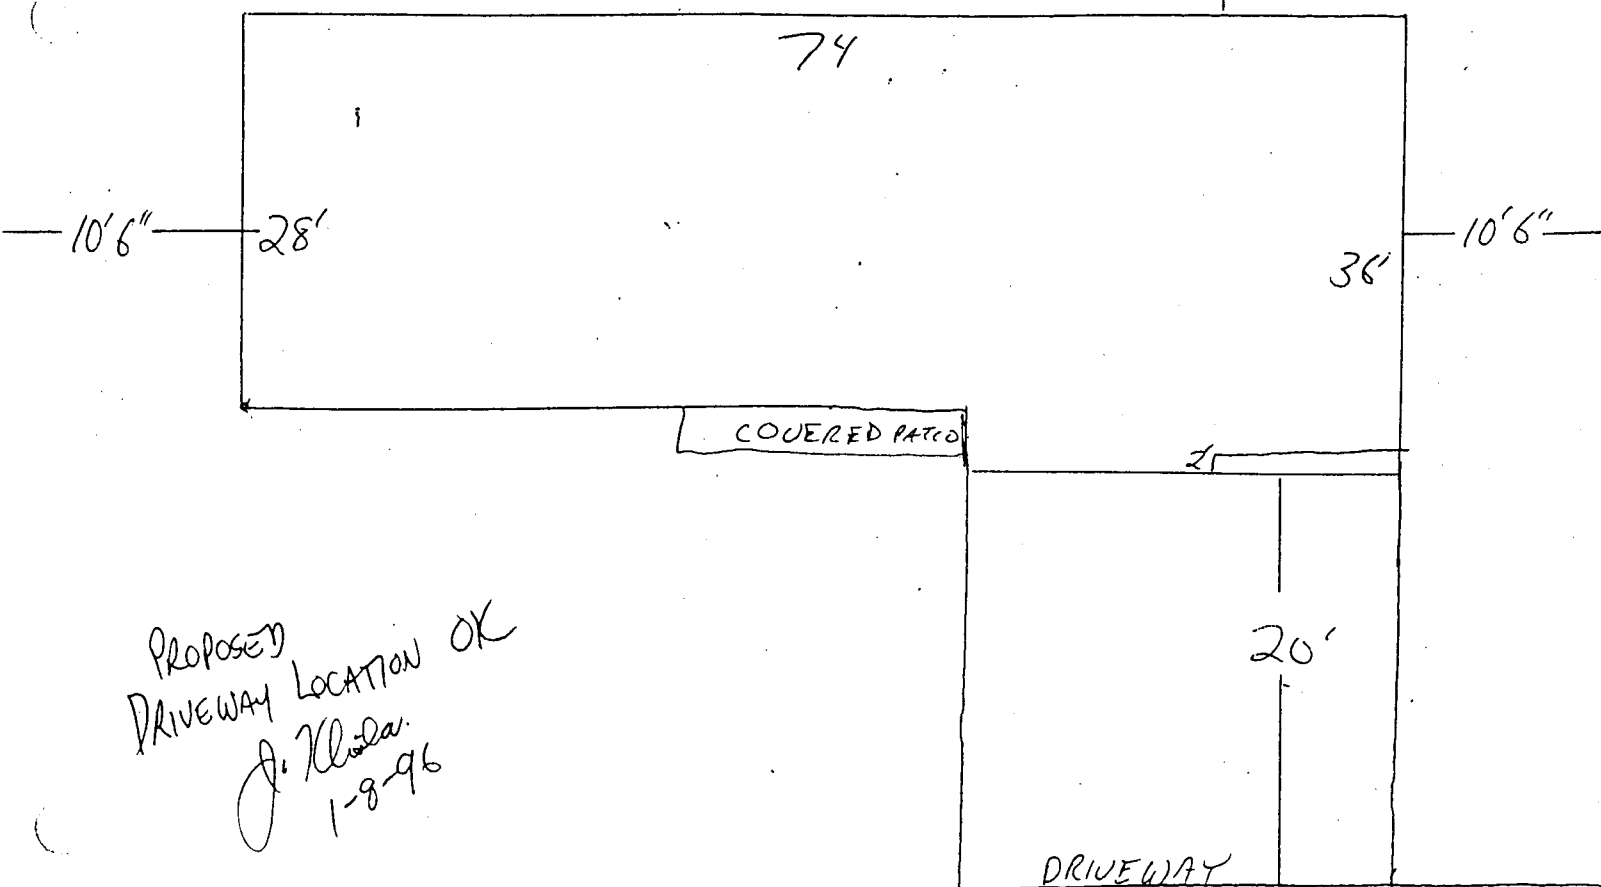 74
10'6" 28' 10'6"
36'
COVERED PATIO
2'
20'
PROPOSED
DRIVEWAY LOCATION OK
J.
1-8-96
DRIVEWAY